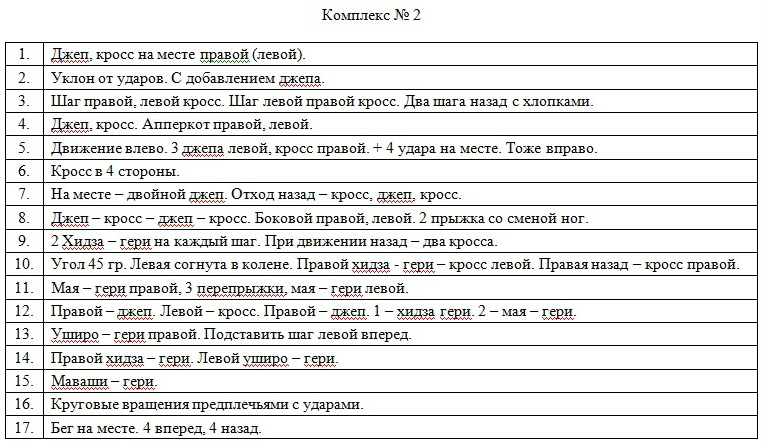 Комплекс № 2
1. Джеп, кросс на месте правой (левой).
2. Уклон от ударов. С добавлением джепа.
3. Шаг правой, левой кросс. Шаг левой правой кросс. Два шага назад с хлопками.
4. Джеп, кросс. Апперкот правой, левой.
5. Движение влево. 3 джепа левой, кросс правой. + 4 удара на месте. Тоже вправо.
6. Кросс в 4 стороны.
7. На месте – двойной джеп. Отход назад – кросс, джеп, кросс.
8. Джеп – кросс – джеп – кросс. Боковой правой, левой. 2 прыжка со сменой ног.
9. 2 Хидза – гери на каждый шаг. При движении назад – два кросса.
10. Угол 45 гр. Левая согнута в колене. Правой хидза - гери – кросс левой. Правая назад – кросс правой.
11. Мая – гери правой, 3 перепрыжки, мая – гери левой.
12. Правой – джеп. Левой – кросс. Правой – джеп. 1 – хидза гери. 2 – мая – гери.
13. Уширо – гери правой. Подставить шаг левой вперед.
14. Правой хидза – гери. Левой уширо – гери.
15. Маваши – гери.
16. Круговые вращения предплечьями с ударами.
17. Бег на месте. 4 вперед, 4 назад.